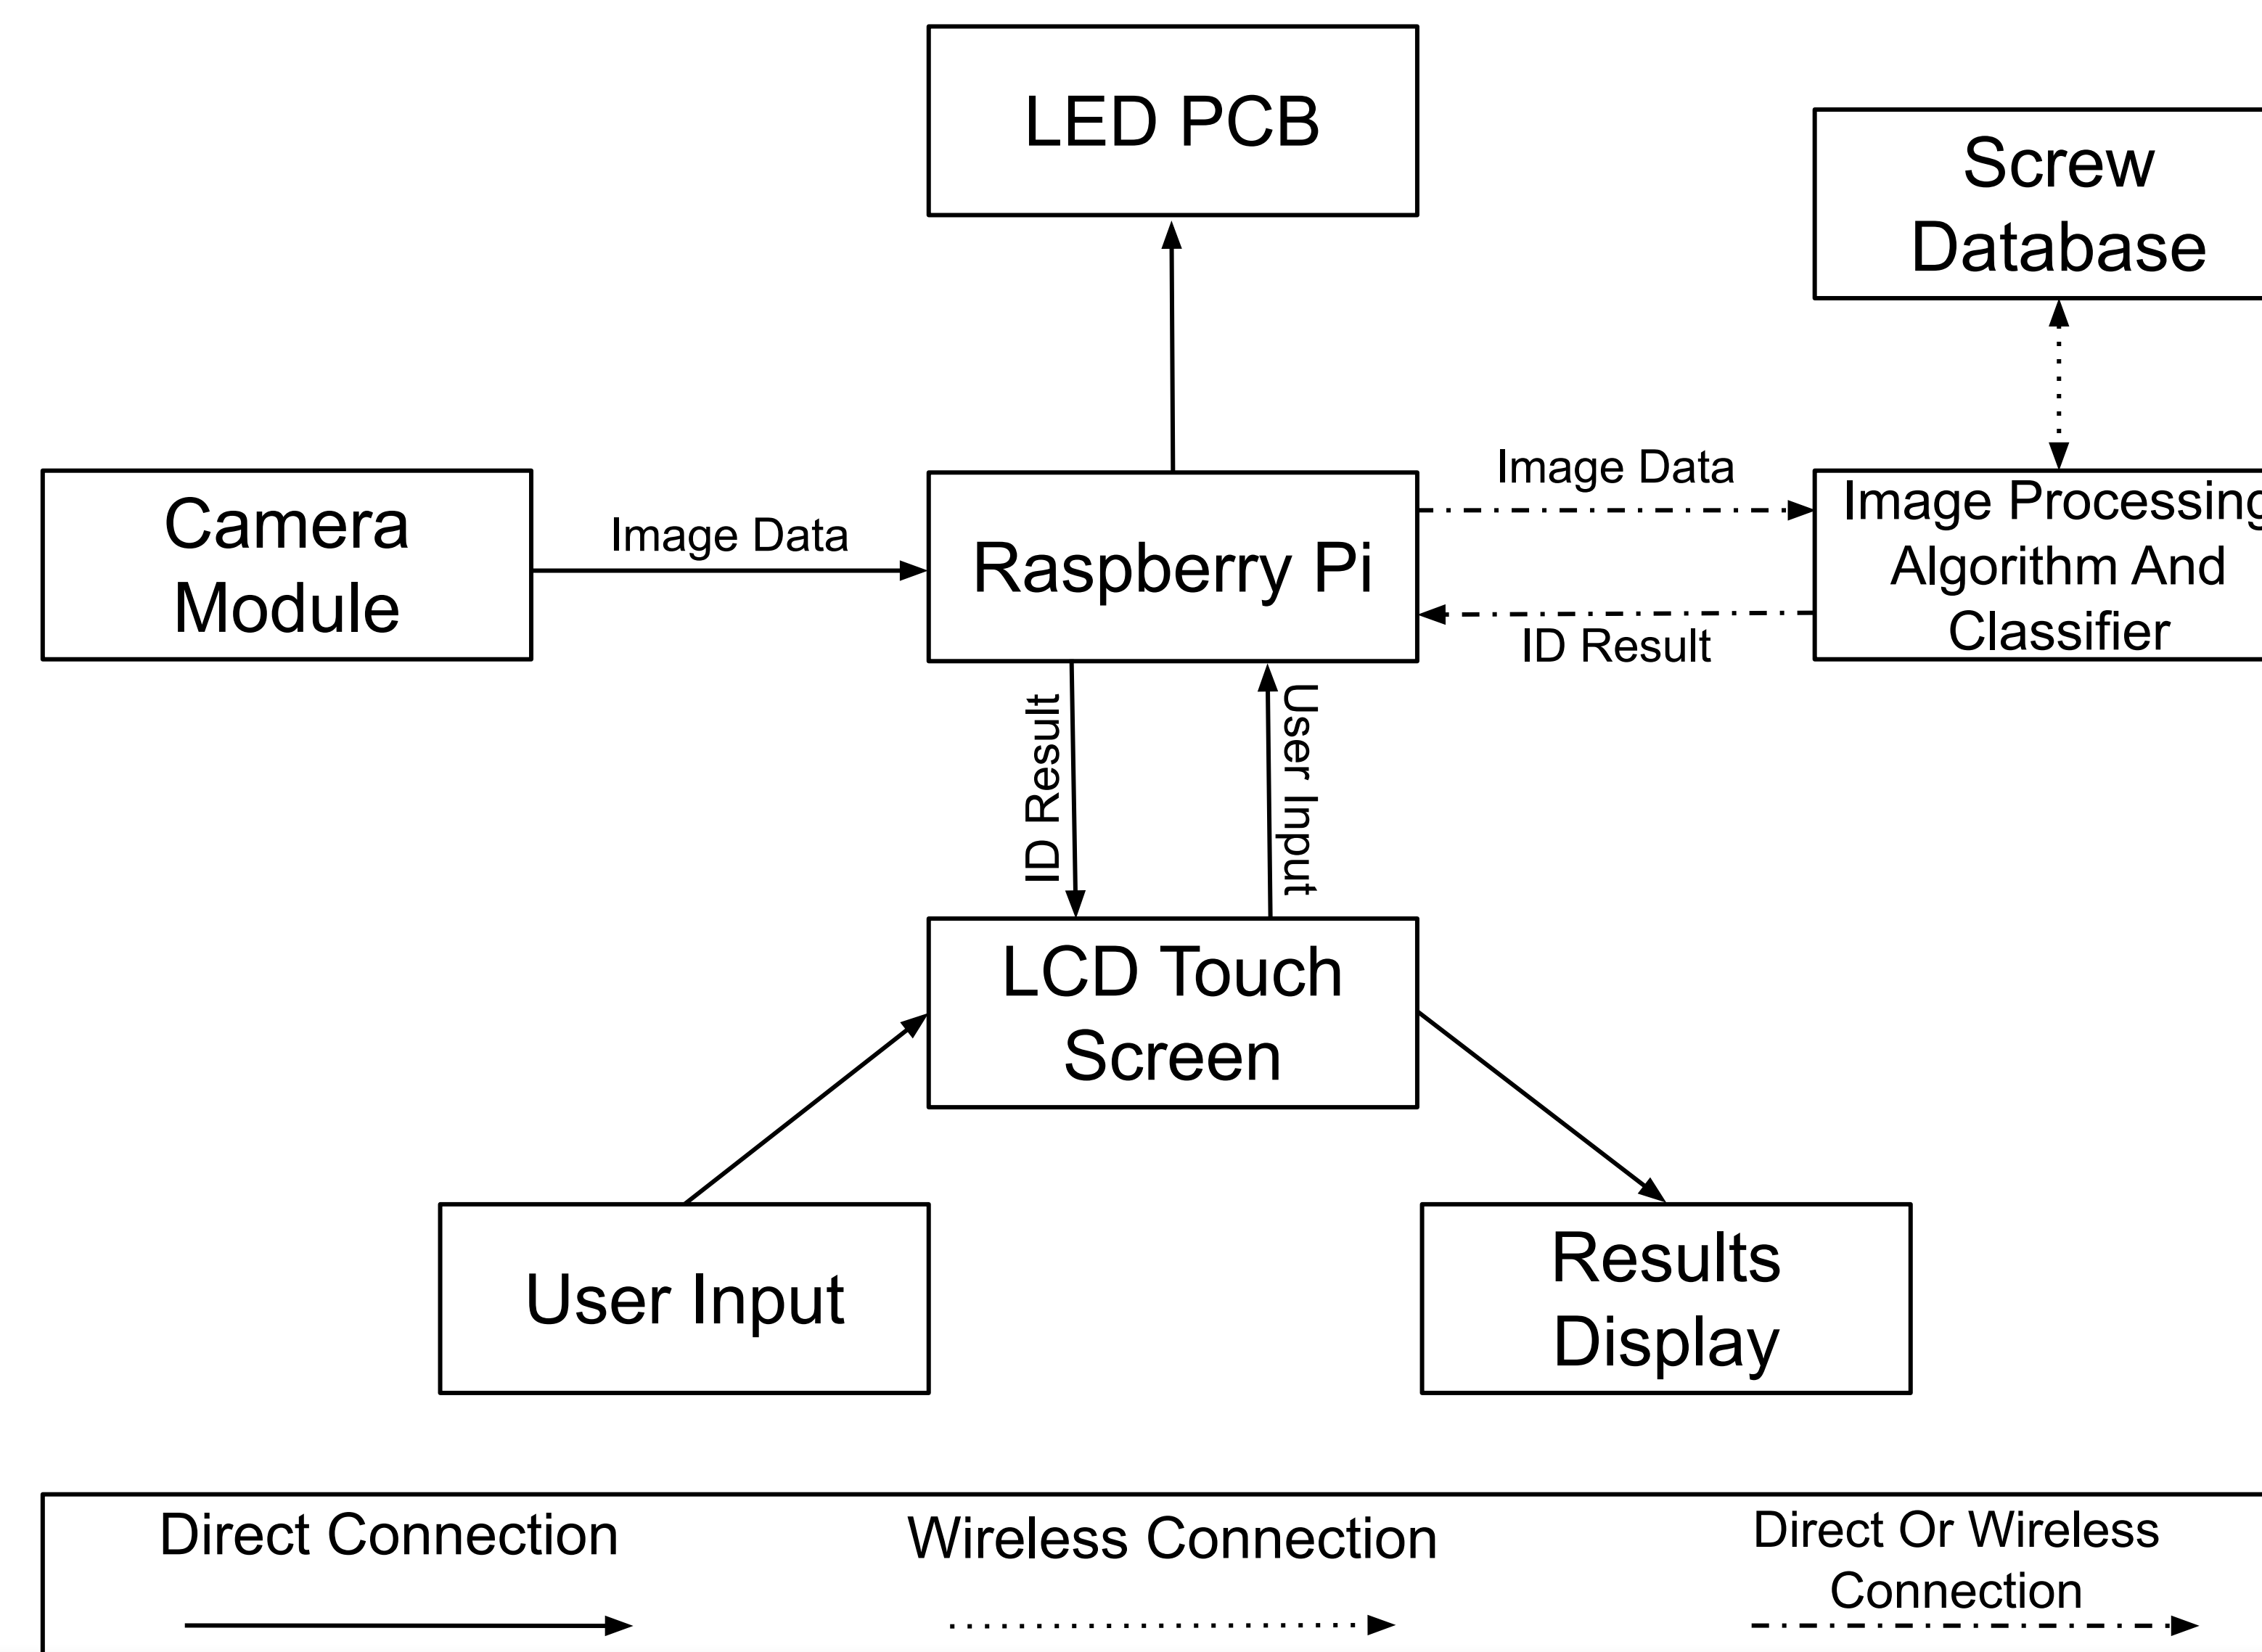 LED PCB
Screw
Database
Camera
Module
Image Data
Raspberry Pi
Image Data
ID Result
Image Processing
Algorithm And
Classifier
ID Result
User Input
LCD Touch
Screen
User Input
Results
Display
Direct Connection
Wireless Connection
Direct Or Wireless
Connection